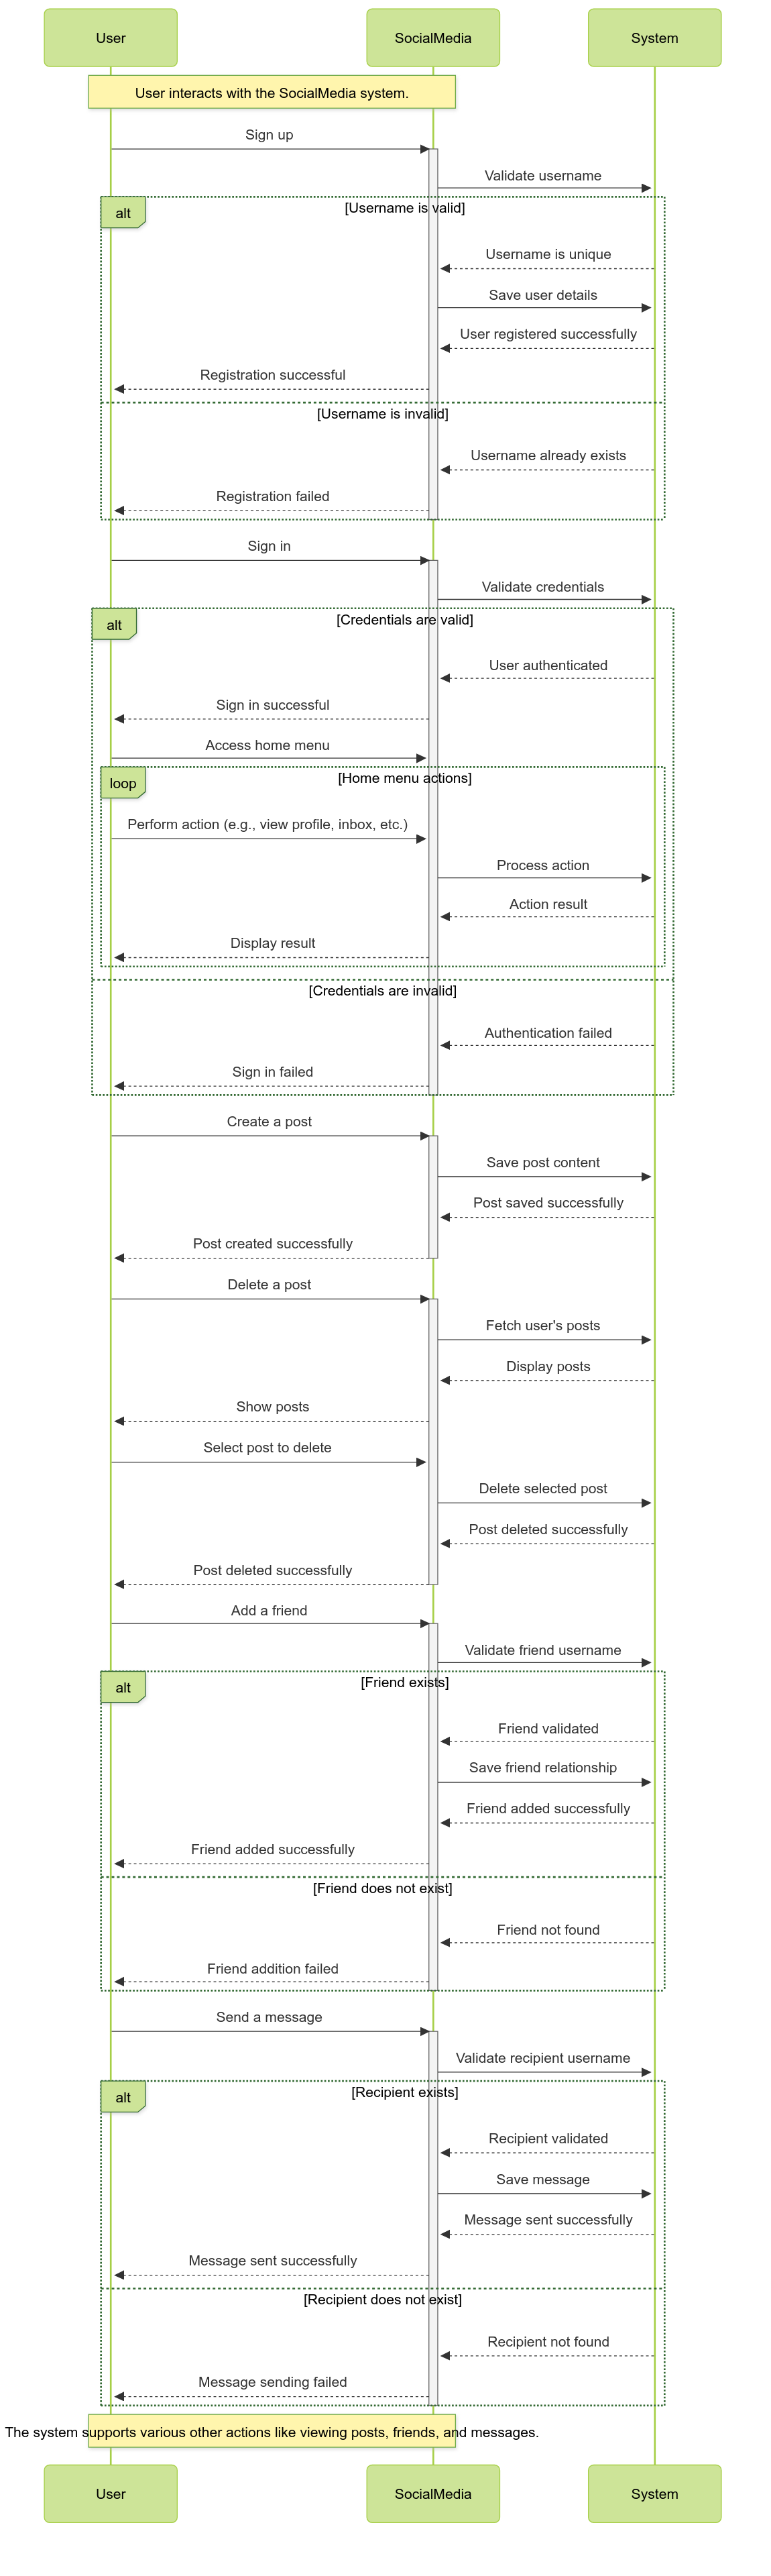 User
SocialMedia
System
User interacts with the SocialMedia system.
Sign up
Validate username
alt
[Username is valid]
Username is unique
Save user details
User registered successfully
Registration successful
[Username is invalid]
Username already exists
Registration failed
Sign in
Validate credentials
alt
[Credentials are valid]
User authenticated
Sign in successful
Access home menu
loop
[Home menu actions]
Perform action (e.g., view profile, inbox, etc.)
Process action
Action result
Display result
[Credentials are invalid]
Authentication failed
Sign in failed
Create a post
Save post content
Post saved successfully
Post created successfully
Delete a post
Fetch user's posts
Display posts
Show posts
Select post to delete
Delete selected post
Post deleted successfully
Post deleted successfully
Add a friend
Validate friend username
alt
[Friend exists]
Friend validated
Save friend relationship
Friend added successfully
Friend added successfully
[Friend does not exist]
Friend not found
Friend addition failed
Send a message
Validate recipient username
alt
[Recipient exists]
Recipient validated
Save message
Message sent successfully
Message sent successfully
[Recipient does not exist]
Recipient not found
Message sending failed
The system supports various other actions like viewing posts, friends, and messages.
User
SocialMedia
System